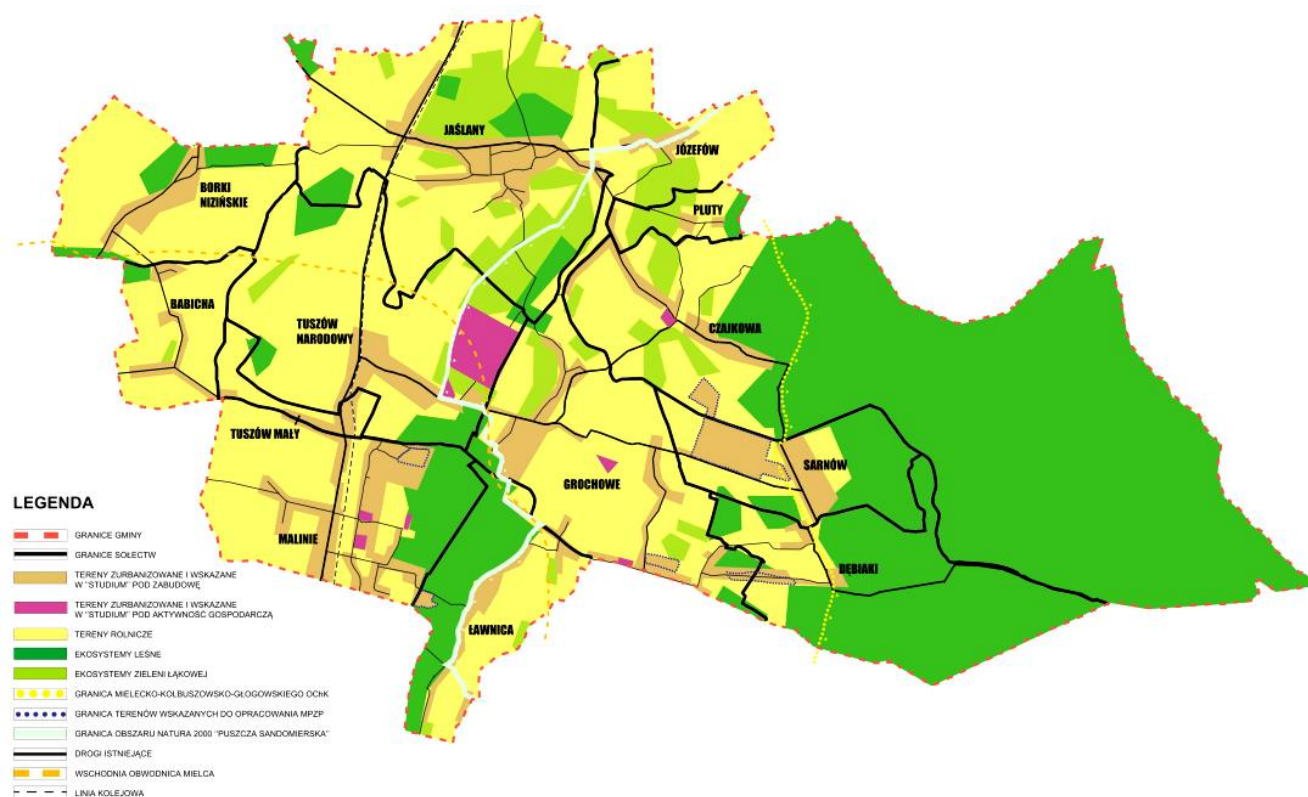 JAŚLANY
JÓZEFÓW
BORKI
NIZIŃSKIE
PLUTY
BABICHA
TUSZÓW
NARODOWY
CZAJKOWA
TUSZÓW MAŁY
SARNÓW
GROCHOWE
MALINIE
DĘBIAKI
ŁAWNICA
LEGENDA
GRANICE GMINY
GRANICE SOŁECTW
TERENY ZURBANIZOWANE I WSKAZANE
W "STUDIUM" POD ZABUDOWĘ
TERENY ZURBANIZOWANE I WSKAZANE
W "STUDIUM" POD AKTYWNOŚĆ GOSPODARCZĄ
TERENY ROLNICZE
EKOSYSTEMY LEŚNE
EKOSYSTEMY ZIELENI ŁĄKOWEJ
GRANICA MIELECKO-KOLBUSZOWSKO-GŁOGOWSKIEGO OChK
GRANICA TERENÓW WSKAZANYCH DO OPRACOWANIA MPZP
GRANICA OBSZARU NATURA 2000 "PUSZCZA SANDOMIERSKA"
DROGI ISTNIEJĄCE
WSCHODNIA OBWODNICA MIELCA
LINIA KOLEJOWA